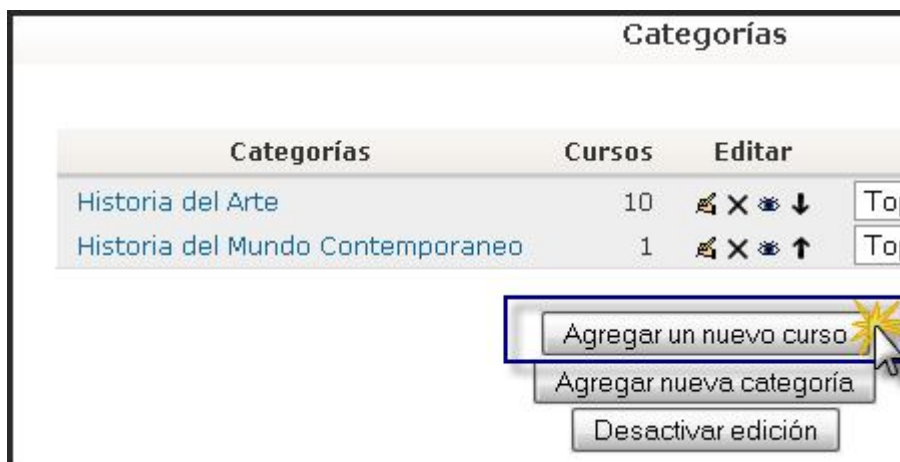 Categorías
Categorías Cursos Editar
Historia del Arte 10
Historia del Mundo Contemporaneo 1
Agregar un nuevo curso
Agregar nueva categoría
Desactivar edición